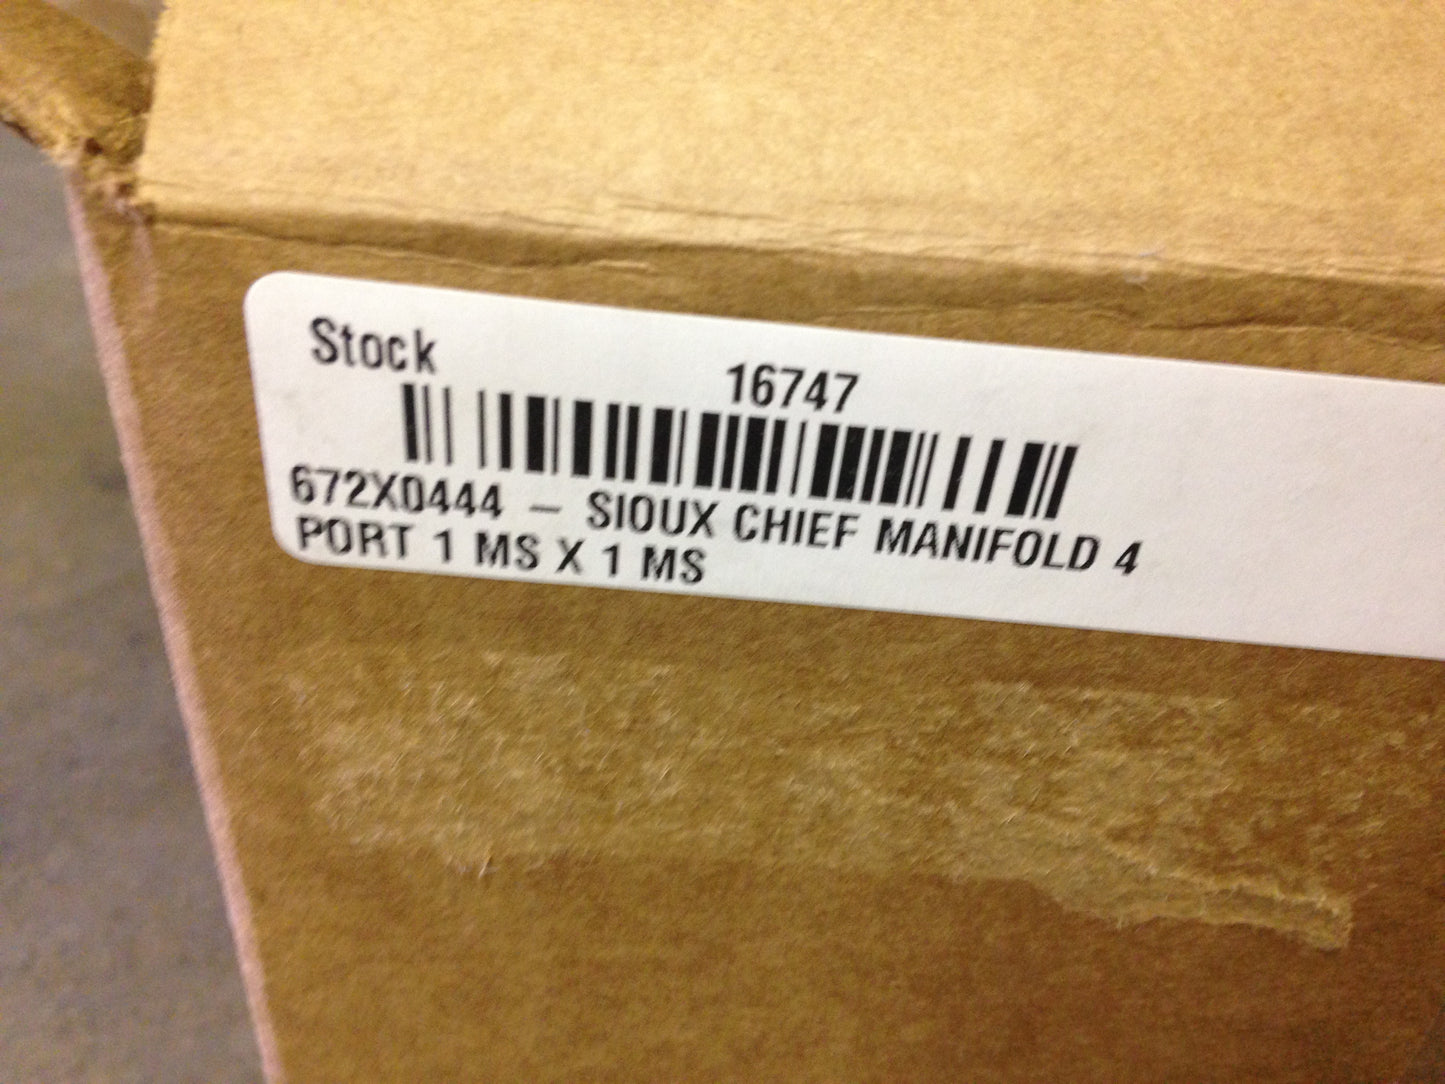 Stock
16747
672X0444 – SIOUX CHIEF MANIFOLD 4
PORT 1 MS X 1 MS